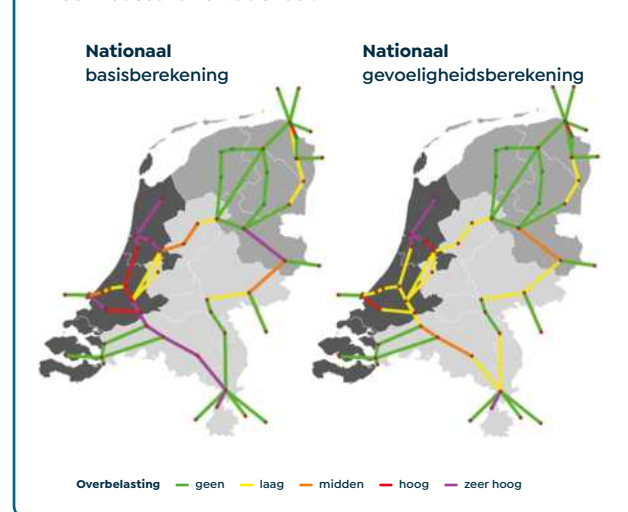 Nationaal
basisberekening
Nationaal
gevoeligheidsberekening
Overbelasting geen laag midden hoog zeer hoog